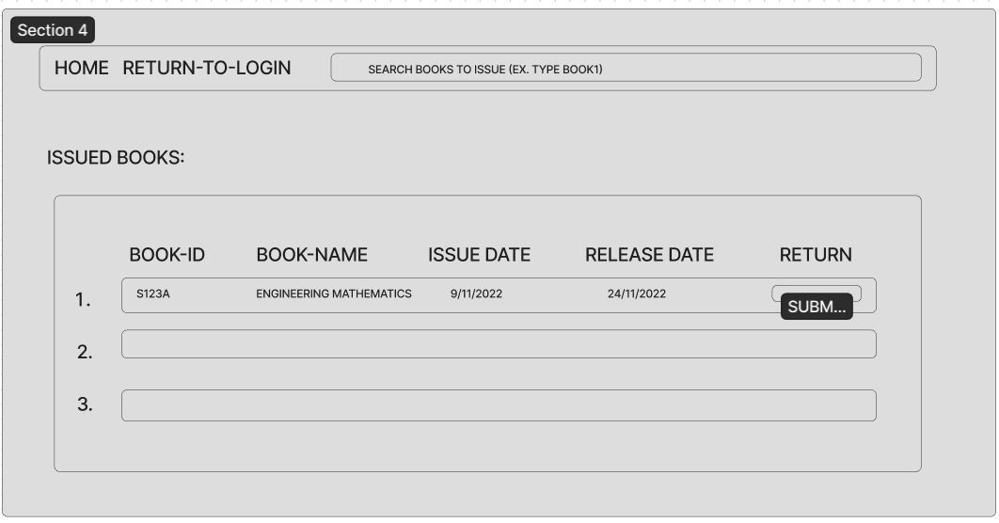 Section 4
HOME RETURN-TO-LOGIN SEARCH BOOKS TO ISSUE (EX. TYPE BOOK1)
ISSUED BOOKS:
BOOK-ID BOOK-NAME ISSUE DATE RELEASE DATE RETURN
1. S123A ENGINEERING MATHEMATICS 9/11/2022 24/11/2022 SUBM...
2.
3.